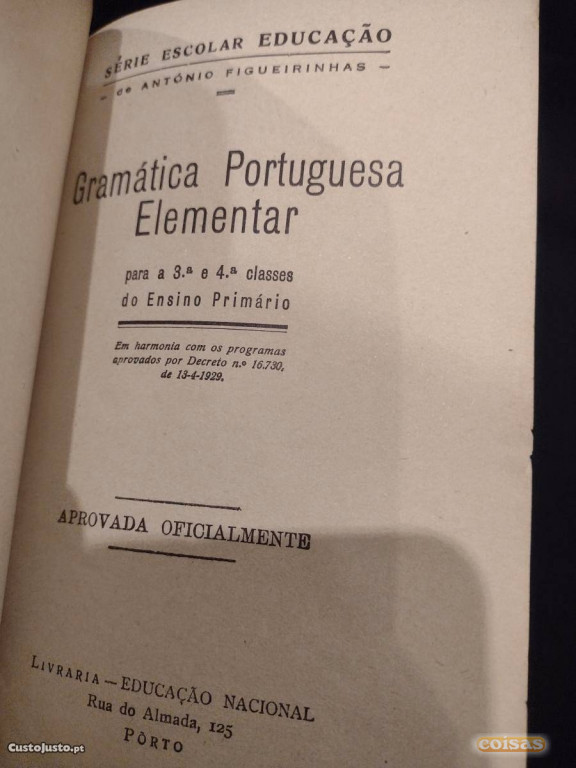 SÉRIE ESCOLAR EDUCAÇÃO
— de ANTÓNIO FIGUEIRINHAS —
Gramática Portuguesa
Elementar
para a 3.ª e 4.ª classes
do Ensino Primário
Em harmonia com os programas
aprovados por Decreto n.º 16.730,
de 13-4-1929.
APROVADA OFICIALMENTE
LIVRARIA — EDUCAÇÃO NACIONAL
Rua do Almada, 125
PÔRTO
CustoJusto.pt
coisas